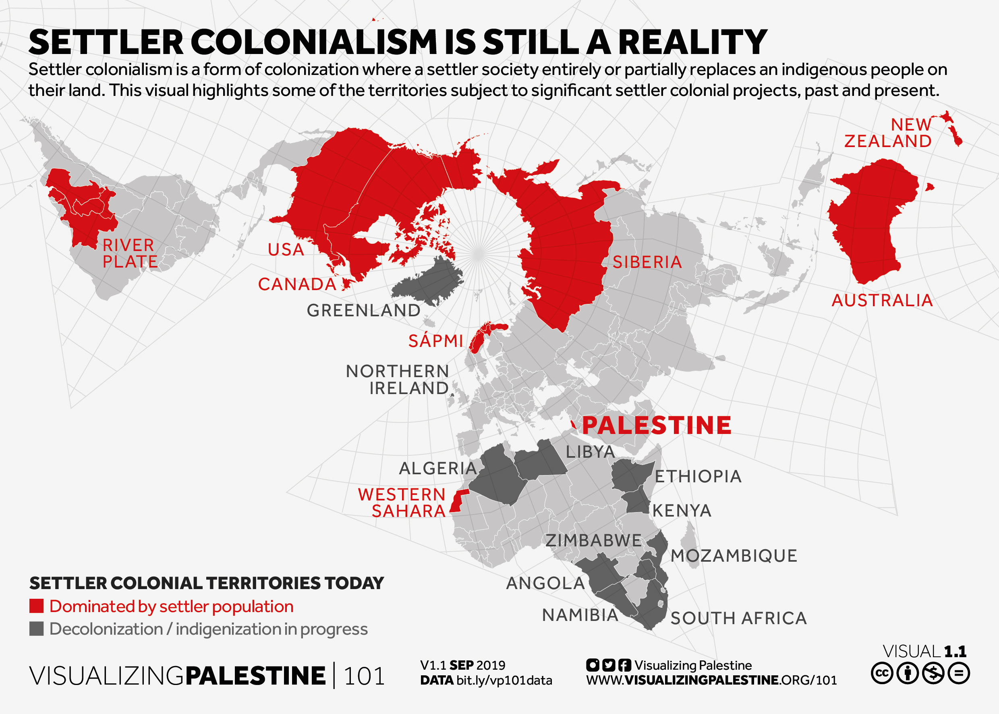 SETTLER COLONIALISM IS STILL A REALITY
Settler colonialism is a form of colonization where a settler society entirely or partially replaces an indigenous people on
their land. This visual highlights some of the territories subject to significant settler colonial projects, past and present.
NEW
ZEALAND
RIVER
PLATE
USA
SIBERIA
CANADA
AUSTRALIA
GREENLAND
SÁPMI
NORTHERN
IRELAND
PALESTINE
LIBYA
ALGERIA
ETHIOPIA
WESTERN
SAHARA
KENYA
ZIMBABWE
MOZAMBIQUE
ANGOLA
NAMIBIA
SOUTH AFRICA
SETTLER COLONIAL TERRITORIES TODAY
Dominated by settler population
Decolonization / indigenization in progress
VISUALIZINGPALESTINE | 101
V1.1 SEP 2019
DATA bit.ly/vp101data
Visualizing Palestine
WWW.VISUALIZINGPALESTINE.ORG/101
VISUAL 1.1
cc